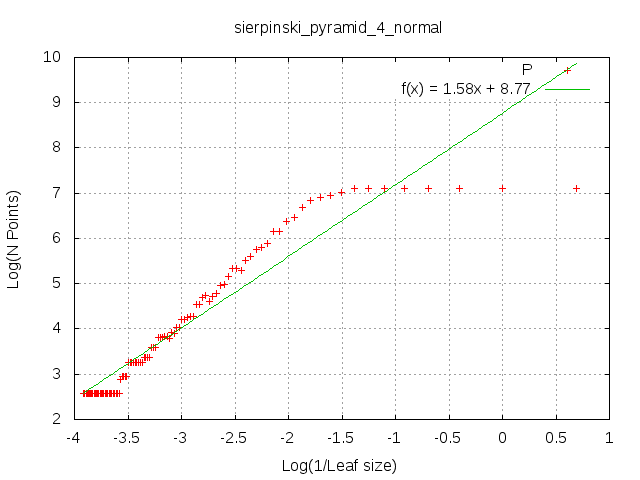 sierpinski_pyramid_4_normal
10
9
8
7
6
5
4
3
2
Log(N Points)
P
f(x) = 1.58x + 8.77
-4 -3.5 -3 -2.5 -2 -1.5 -1 -0.5 0 0.5 1
Log(1/Leaf size)